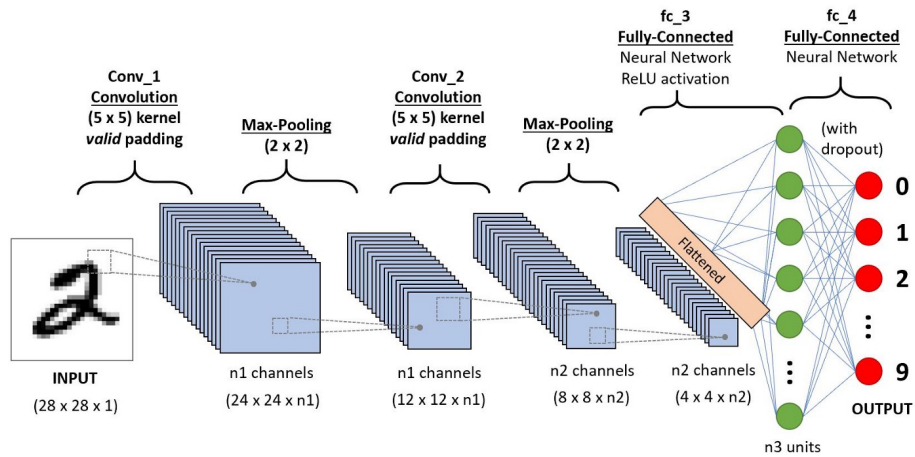 fc_3
Fully-Connected
Neural Network
ReLU activation
fc_4
Fully-Connected
Neural Network
Conv_1
Convolution
(5 x 5) kernel
valid padding
Max-Pooling
(2 x 2)
Conv_2
Convolution
(5 x 5) kernel
valid padding
Max-Pooling
(2 x 2)
(with
dropout)
Flattened
0
1
2
9
INPUT
(28 x 28 x 1)
n1 channels
(24 x 24 x n1)
n1 channels
(12 x 12 x n1)
n2 channels
(8 x 8 x n2)
n2 channels
(4 x 4 x n2)
n3 units
OUTPUT
2